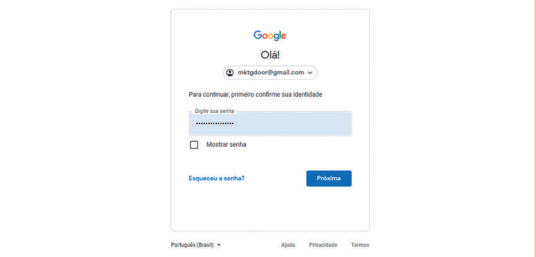 Google
Olá!
mktgdoor@gmail.com
Para continuar, primeiro confirme sua identidade
Digite sua senha
••••••••••••••••
Mostrar senha
Esqueceu a senha?
Próxima
Português (Brasil)
Ajuda
Privacidade
Termos